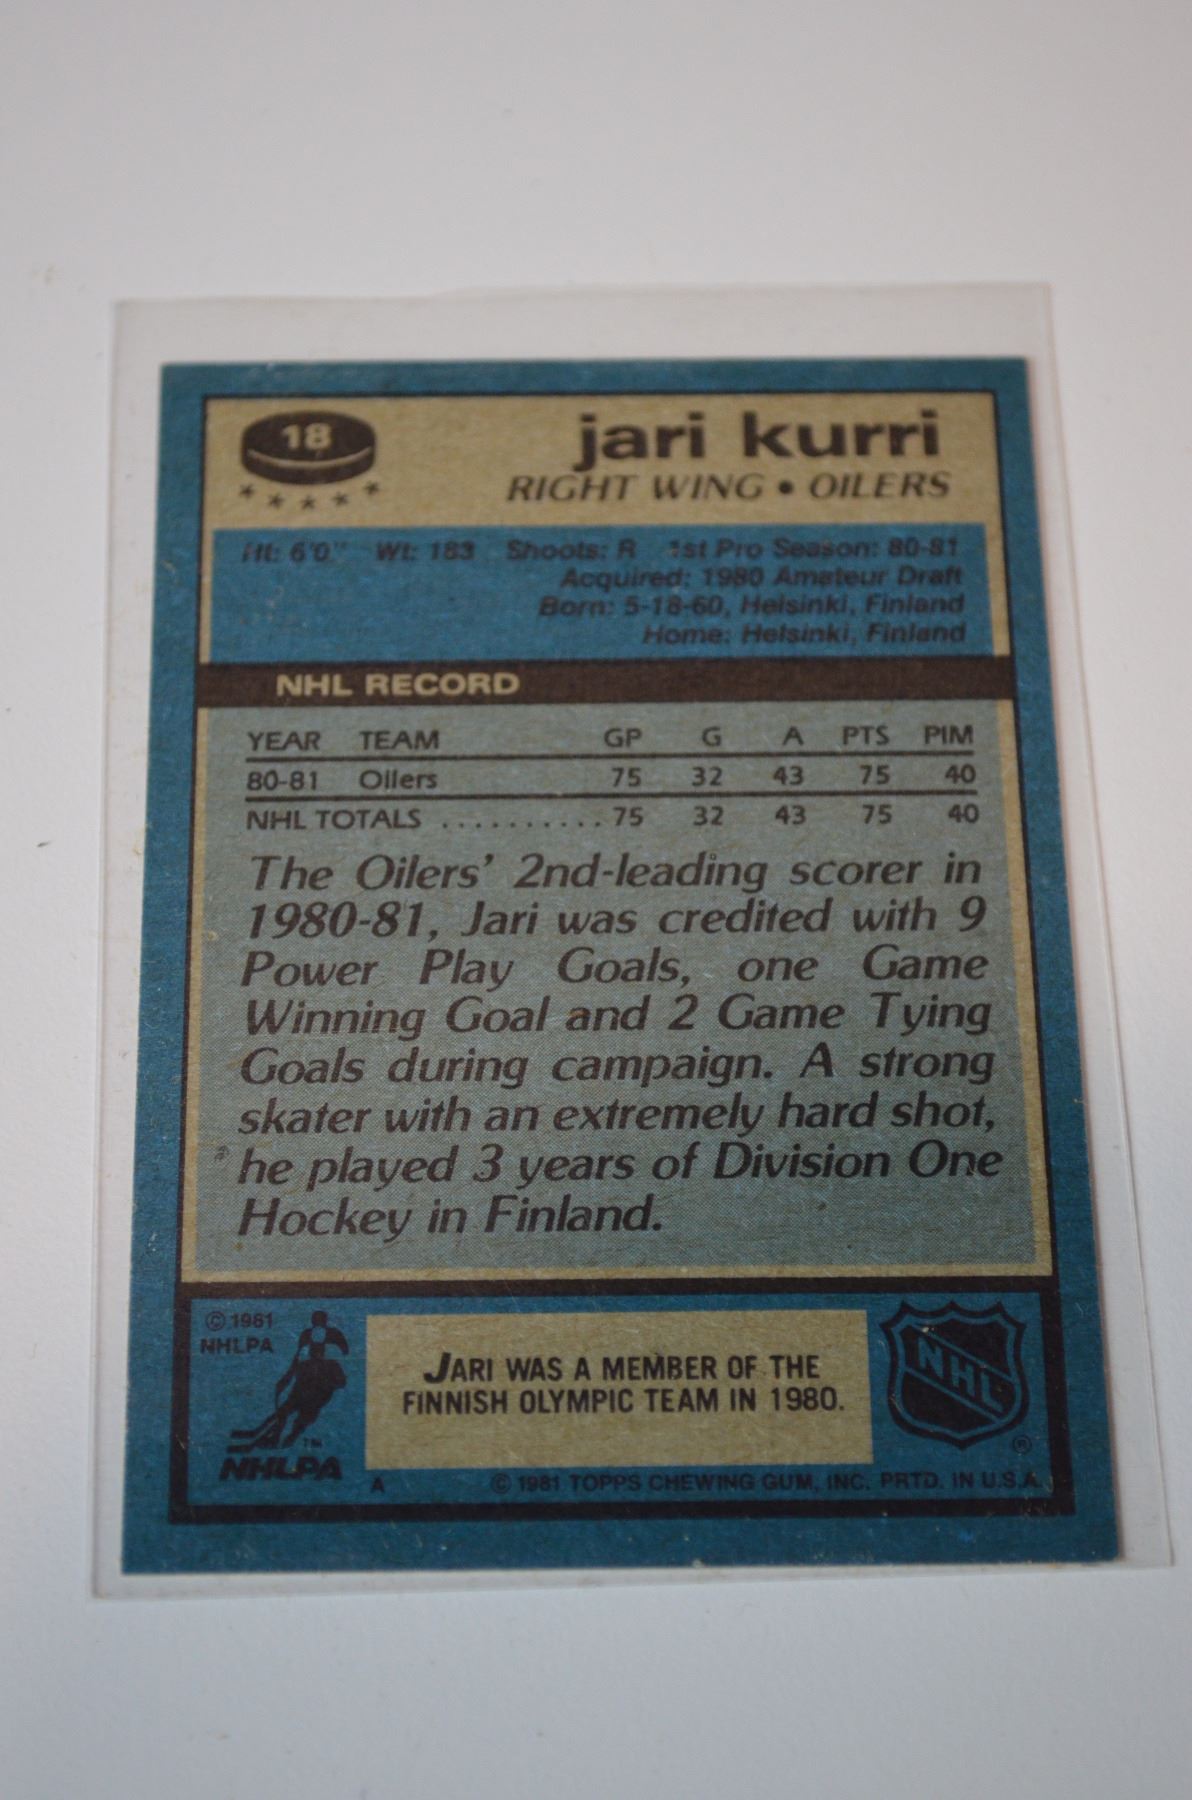 18
jari kurri
RIGHT WING • OILERS
Ht: 6'0" Wt: 183 Shoots: R 1st Pro Season: 80-81
Acquired: 1980 Amateur Draft
Born: 5-18-60, Helsinki, Finland
Home: Helsinki, Finland
NHL RECORD
YEAR TEAM GP G A PTS PIM
80-81 Oilers 75 32 43 75 40
NHL TOTALS .......... 75 32 43 75 40
The Oilers' 2nd-leading scorer in
1980-81, Jari was credited with 9
Power Play Goals, one Game
Winning Goal and 2 Game Tying
Goals during campaign. A strong
skater with an extremely hard shot,
he played 3 years of Division One
Hockey in Finland.
© 1981
NHLPA
JARI WAS A MEMBER OF THE
FINNISH OLYMPIC TEAM IN 1980.
NHL
®
TM
NHLPA
A
© 1981 TOPPS CHEWING GUM, INC. PRTD. IN U.S.A.